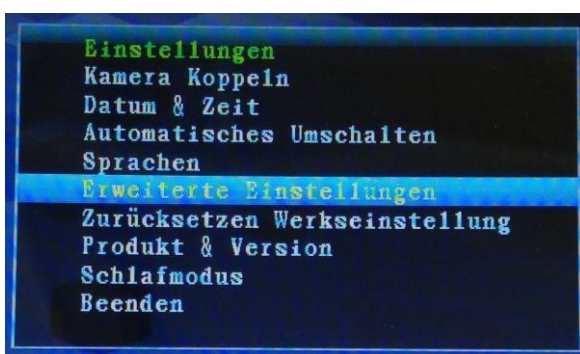 Einstellungen
Kamera Koppeln
Datum & Zeit
Automatisches Umschalten
Sprachen
Erweiterte Einstellungen
Zurücksetzen Werkseinstellung
Produkt & Version
Schlafmodus
Beenden